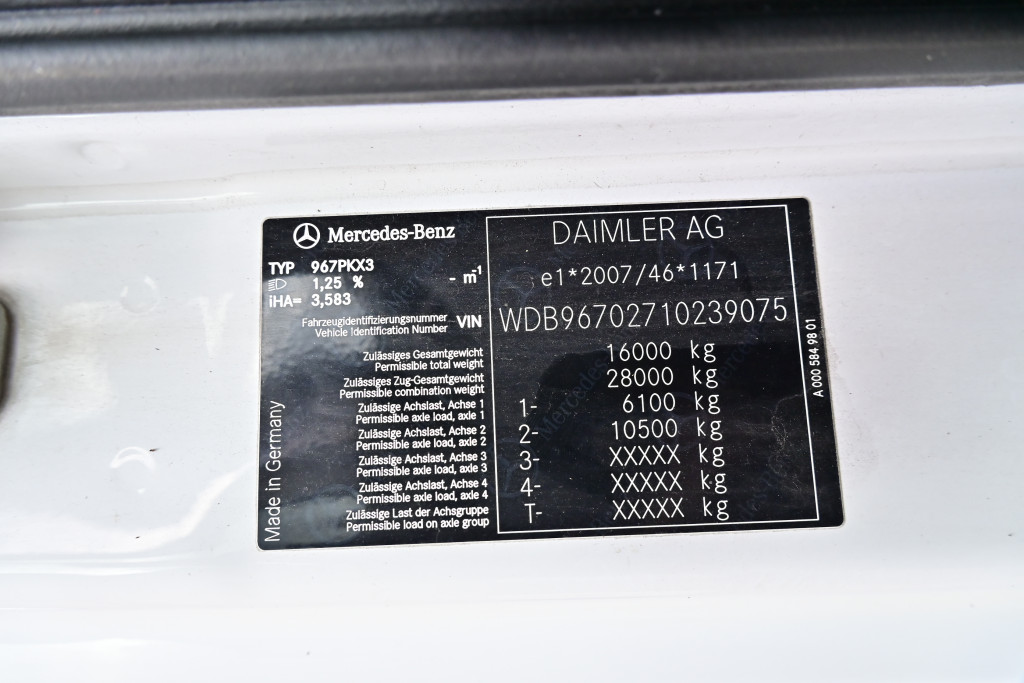 Mercedes-Benz
TYP 967PKX3
1,25 % - m-1
iHA= 3,583
DAIMLER AG
e1*2007/46*1171
Fahrzeugidentifizierungsnummer
Vehicle Identification Number VIN WDB96702710239075
Zulässiges Gesamtgewicht
Permissible total weight 16000 kg
Zulässiges Zug-Gesamtgewicht
Permissible combination weight 28000 kg
Zulässige Achslast, Achse 1
Permissible axle load, axle 1 1- 6100 kg
Zulässige Achslast, Achse 2
Permissible axle load, axle 2 2- 10500 kg
Zulässige Achslast, Achse 3
Permissible axle load, axle 3 3- XXXXX kg
Zulässige Achslast, Achse 4
Permissible axle load, axle 4 4- XXXXX kg
Zulässige Last der Achsgruppe
Permissible load on axle group T- XXXXX kg
Made in Germany
A 000 584 98 01